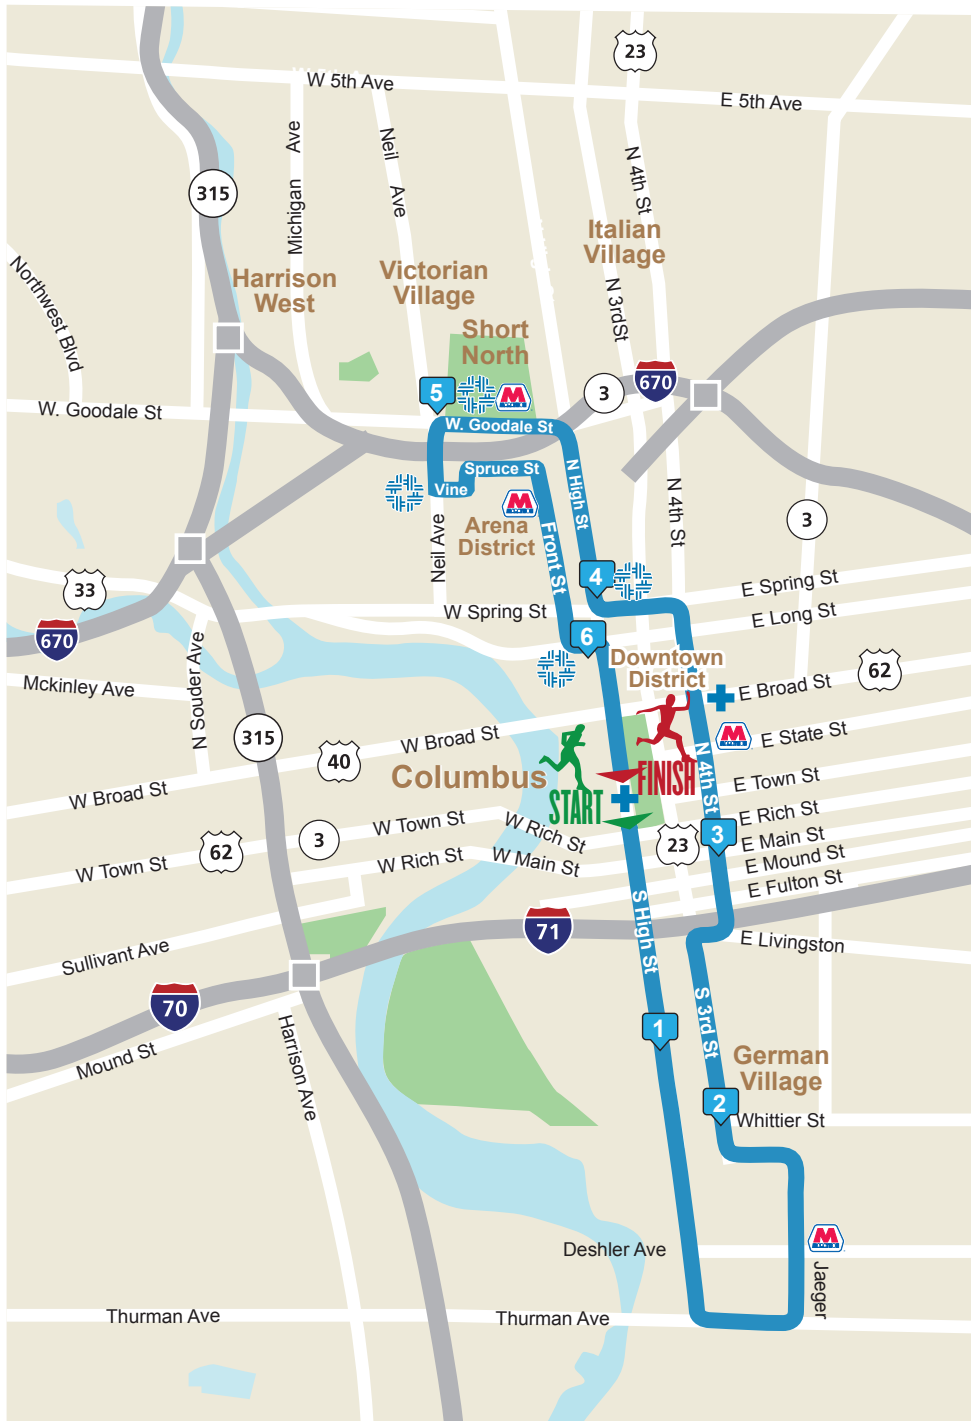 23
W 5th Ave
E 5th Ave
Michigan Ave
Neil Ave
N 4th St
315
Italian
Village
Northwest Blvd
Harrison
West
Victorian
Village
N 3rdSt
Short
North
5
3
670
W. Goodale St
W. Goodale St
N High St
Spruce St
Vine
N 4th St
3
Arena
District
Front St
Neil Ave
4
33
E Spring St
W Spring St
E Long St
670
6
N Souder Ave
Downtown
District
62
Mckinley Ave
E Broad St
315
W Broad St
E State St
40
Columbus
START
FINISH
N 4th St
E Town St
W Broad St
W Town St
W Rich St
E Rich St
3
62
3
23
E Main St
W Town St
W Rich St
W Main St
E Mound St
E Fulton St
71
S High St
E Livingston
Sullivant Ave
70
S 3rd St
1
Mound St
Harrison Ave
German
Village
2
Whittier St
Deshler Ave
Jaeger
Thurman Ave
Thurman Ave